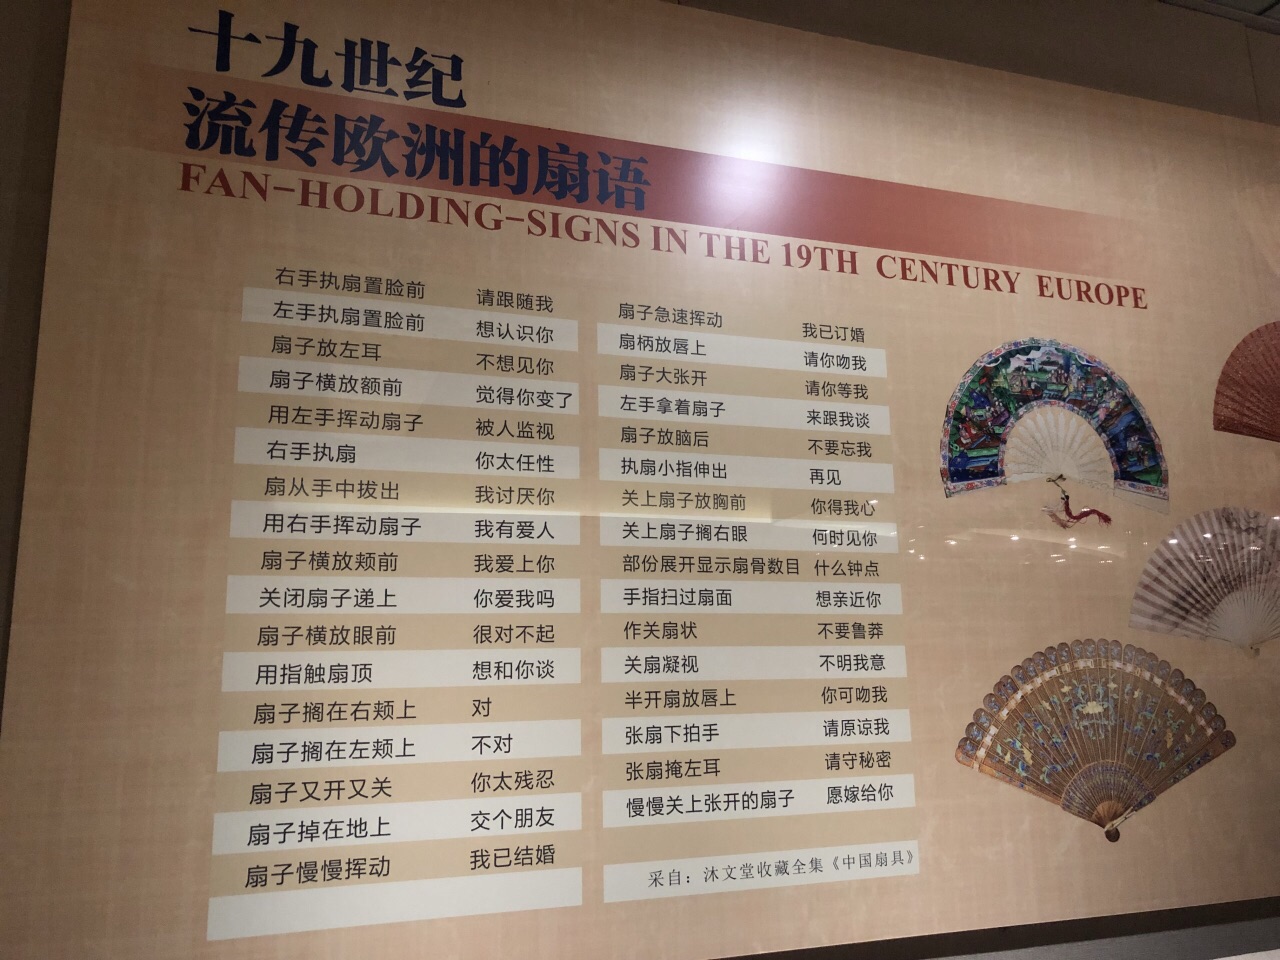 十九世纪
流传欧洲的扇语
FAN-HOLDING-SIGNS IN THE 19TH CENTURY EUROPE
右手执扇置脸前 请跟随我
左手执扇置脸前 想认识你
扇子放左耳 不想见你
扇子横放额前 觉得你变了
用左手挥动扇子 被人监视
右手执扇 你太任性
扇从手中拔出 我讨厌你
用右手挥动扇子 我有爱人
扇子横放颊前 我爱上你
关闭扇子递上 你爱我吗
扇子横放眼前 很对不起
用指触扇顶 想和你谈
扇子搁在右颊上 对
扇子搁在左颊上 不对
扇子又开又关 你太残忍
扇子掉在地上 交个朋友
扇子慢慢挥动 我已结婚
扇子急速挥动 我已订婚
扇柄放唇上 请你吻我
扇子大张开 请你等我
左手拿着扇子 来跟我谈
扇子放脑后 不要忘我
执扇小指伸出 再见
关上扇子放胸前 你得我心
关上扇子搁右眼 何时见你
部份展开显示扇骨数目 什么钟点
手指扫过扇面 想亲近你
作关扇状 不要鲁莽
关扇凝视 不明我意
半开扇放唇上 你可吻我
张扇下拍手 请原谅我
张扇掩左耳 请守秘密
慢慢关上张开的扇子 愿嫁给你
采自：沐文堂收藏全集《中国扇具》